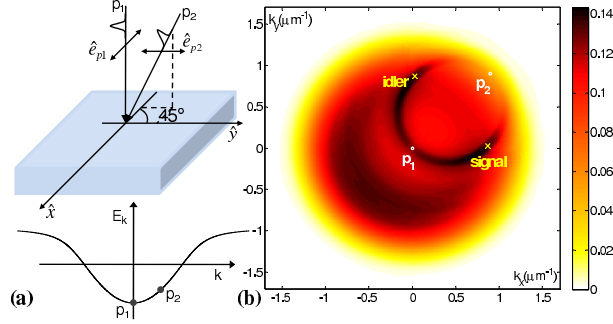 p₁
p₂
ê_p1
ê_p2
45°
ŷ
x̂
E_k
k
p₁
p₂
(a)
k_y(μm⁻¹)
1.5
1
0.5
0
-0.5
-1
-1.5
idler
p₂
p₁
signal
k_x(μm⁻¹)
-1.5 -1 -0.5 0 0.5 1 1.5
(b)
0.14
0.12
0.1
0.08
0.06
0.04
0.02
0